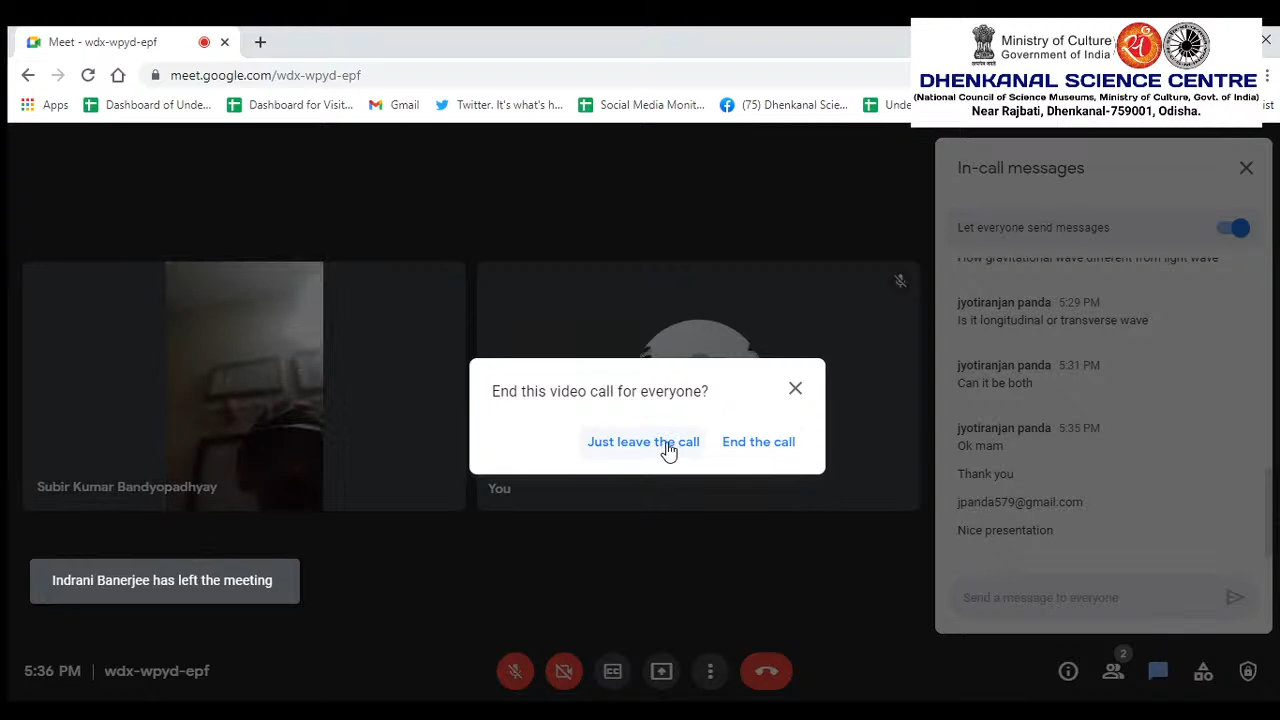 Meet - wdx-wpyd-epf
meet.google.com/wdx-wpyd-epf
Apps
Dashboard of Unde...
Dashboard for Visit...
Gmail
Twitter. It's what's h...
Social Media Monit...
(75) Dhenkanal Scie...
Unde
ist
Ministry of Culture
Government of India
DHENKANAL SCIENCE CENTRE
(National Council of Science Museums, Ministry of Culture, Govt. of India)
Near Rajbati, Dhenkanal-759001, Odisha.
In-call messages
Let everyone send messages
How gravitational wave different from light wave
jyotiranjan panda 5:29 PM
Is it longitudinal or transverse wave
jyotiranjan panda 5:31 PM
Can it be both
jyotiranjan panda 5:35 PM
Ok mam
Thank you
jpanda579@gmail.com
Nice presentation
Send a message to everyone
End this video call for everyone?
Just leave the call
End the call
Subir Kumar Bandyopadhyay
You
Indrani Banerjee has left the meeting
5:36 PM | wdx-wpyd-epf
CC
2